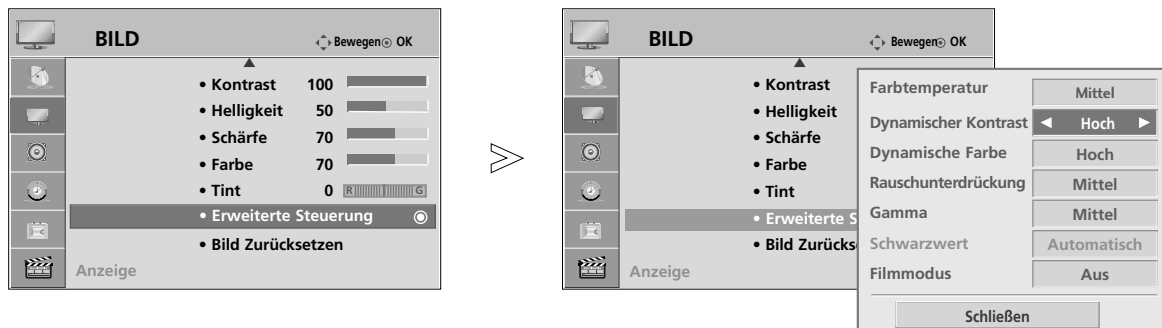 BILD
Bewegen OK
• Kontrast 100
• Helligkeit 50
• Schärfe 70
• Farbe 70
• Tint 0 R G
• Erweiterte Steuerung
• Bild Zurücksetzen
Anzeige
BILD
Bewegen OK
• Kontrast
• Helligkeit
• Schärfe
• Farbe
• Tint
• Erweiterte S
• Bild Zurücks
Anzeige
Farbtemperatur Mittel
Dynamischer Kontrast ◀ Hoch ▶
Dynamische Farbe Hoch
Rauschunterdrückung Mittel
Gamma Mittel
Schwarzwert Automatisch
Filmmodus Aus
Schließen